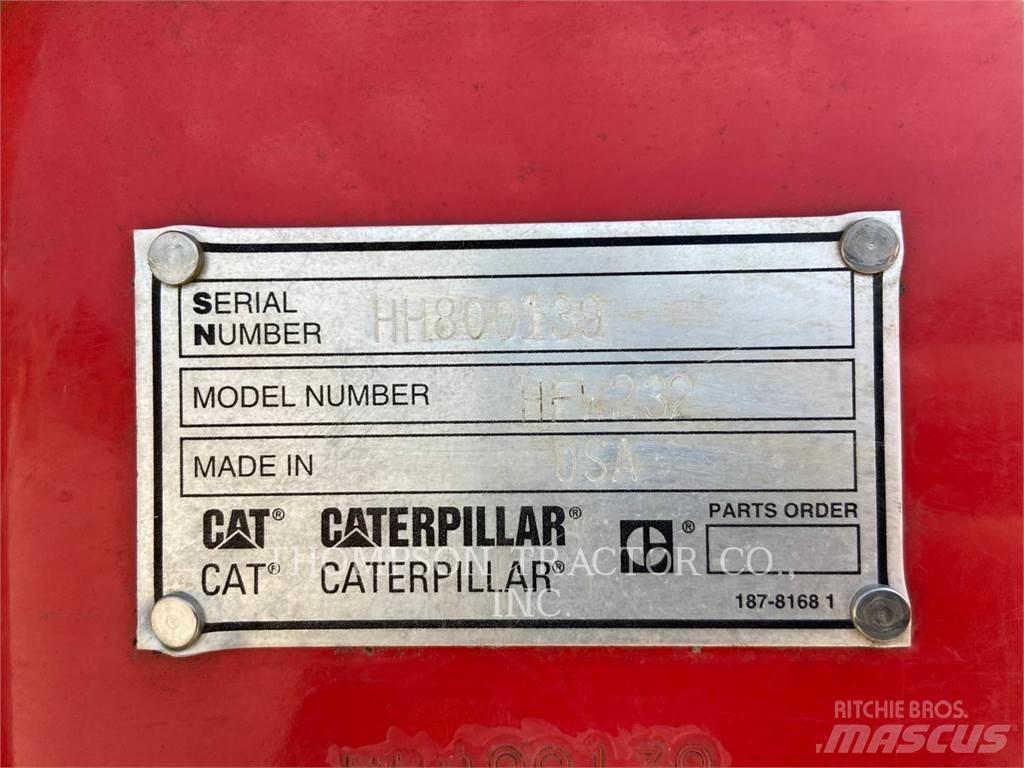 SERIAL
NUMBER HH800139
MODEL NUMBER HFW232
MADE IN USA
CAT® CATERPILLAR® ® PARTS ORDER
CAT® CATERPILLAR®
THOMPSON TRACTOR CO.,
INC.
187-8168 1
RITCHIE BROS.
MASCUS